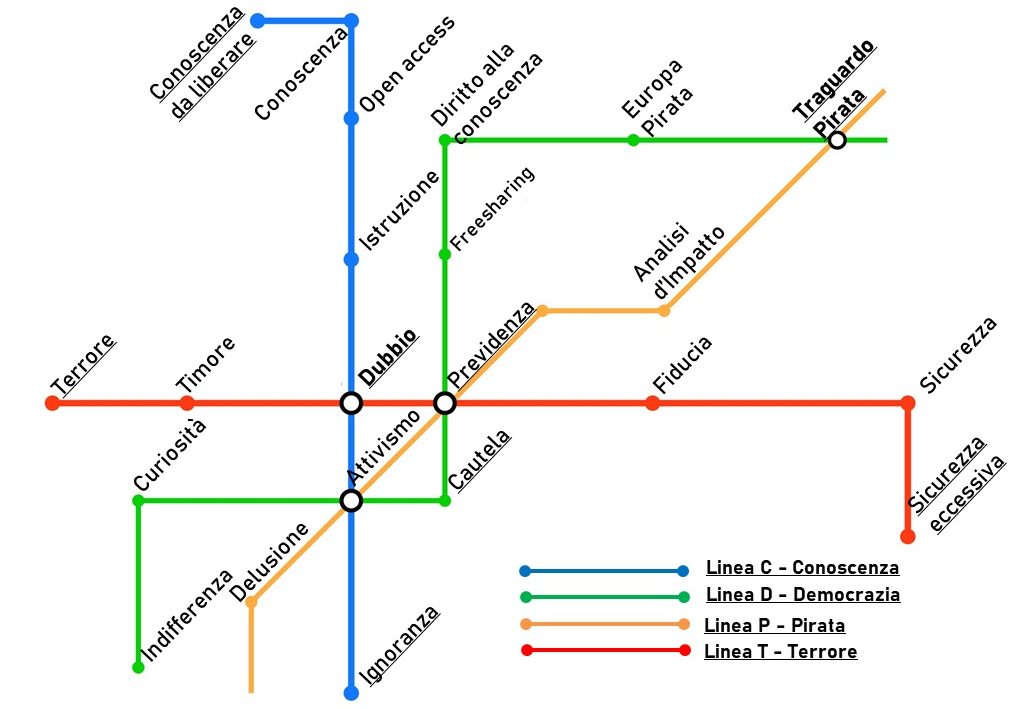 Conoscenza
da liberare
Conoscenza
Open access
Diritto alla
conoscenza
Europa
Pirata
Traguardo
Pirata
Istruzione
Freesharing
Analisi
d'Impatto
Terrore
Timore
Dubbio
Previdenza
Fiducia
Sicurezza
Curiosità
Attivismo
Cautela
Sicurezza
eccessiva
Indifferenza
Delusione
Ignoranza
Linea C - Conoscenza
Linea D - Democrazia
Linea P - Pirata
Linea T - Terrore